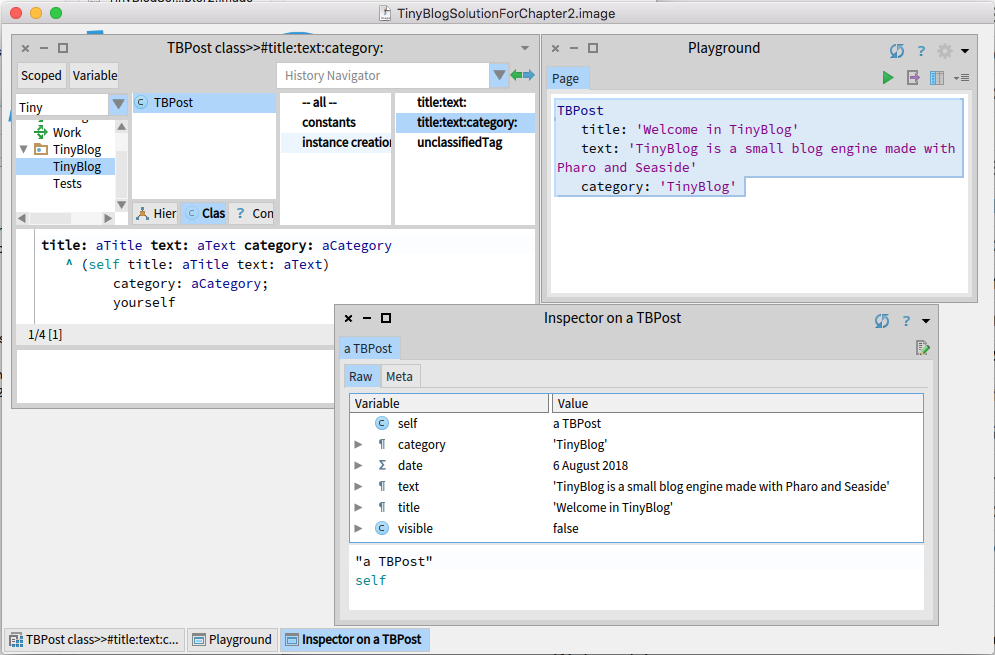 TinyBlogSolutionForChapter2.image
TBPost class>>#title:text:category:
Scoped Variable
History Navigator
Tiny
Work
TinyBlog
TinyBlog
Tests
TBPost
Hier Clas ? Con
-- all --
constants
instance creation
title:text:
title:text:category:
unclassifiedTag
title: aTitle text: aText category: aCategory
^ (self title: aTitle text: aText)
category: aCategory;
yourself
1/4 [1]
Playground
?
Page
TBPost
title: 'Welcome in TinyBlog'
text: 'TinyBlog is a small blog engine made with
Pharo and Seaside'
category: 'TinyBlog'
Inspector on a TBPost
?
a TBPost
Raw Meta
Variable Value
self a TBPost
category 'TinyBlog'
date 6 August 2018
text 'TinyBlog is a small blog engine made with Pharo and Seaside'
title 'Welcome in TinyBlog'
visible false
"a TBPost"
self
TBPost class>>#title:text:c... Playground Inspector on a TBPost